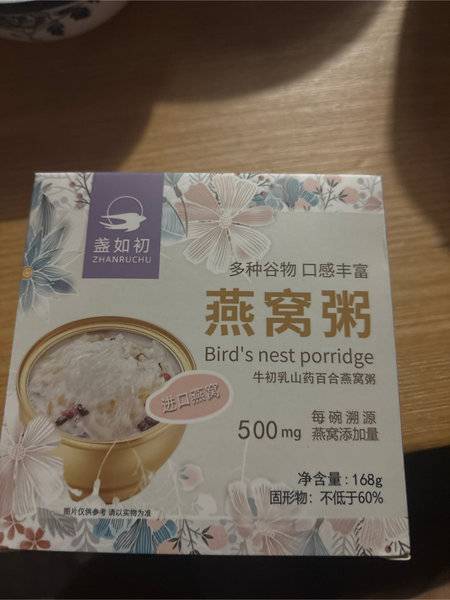 盏如初
ZHANRUCHU
多种谷物 口感丰富
燕窝粥
Bird's nest porridge
牛初乳山药百合燕窝粥
进口燕窝
500mg 每碗溯源
燕窝添加量
净含量:168g
固形物: 不低于60%
图片仅供参考 请以实物为准